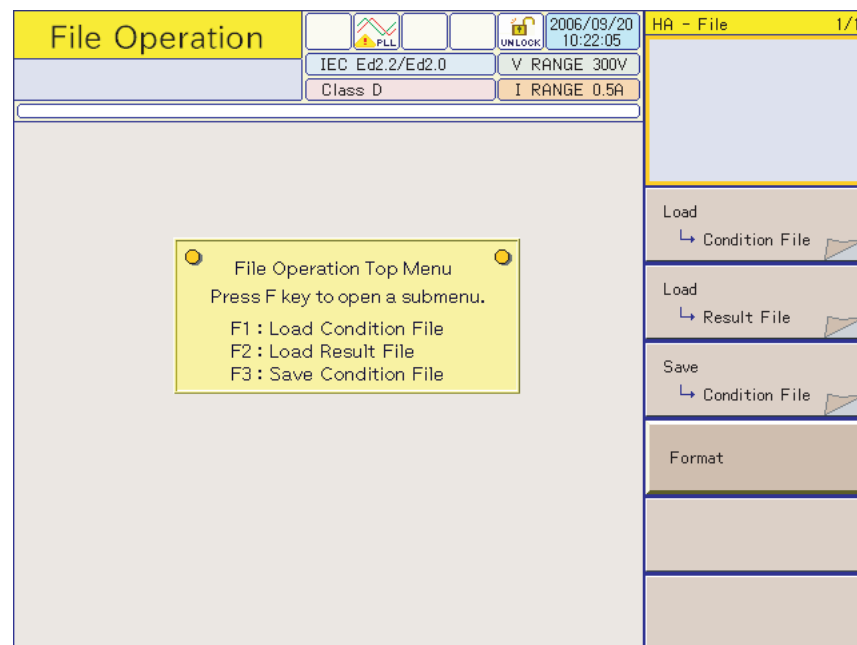 File Operation
PLL
UNLOCK
2006/09/20
10:22:05
IEC Ed2.2/Ed2.0
V RANGE 300V
Class D
I RANGE 0.5A
HA - File 1/1
Load
↳ Condition File
Load
↳ Result File
Save
↳ Condition File
Format
File Operation Top Menu
Press F key to open a submenu.
F1 : Load Condition File
F2 : Load Result File
F3 : Save Condition File